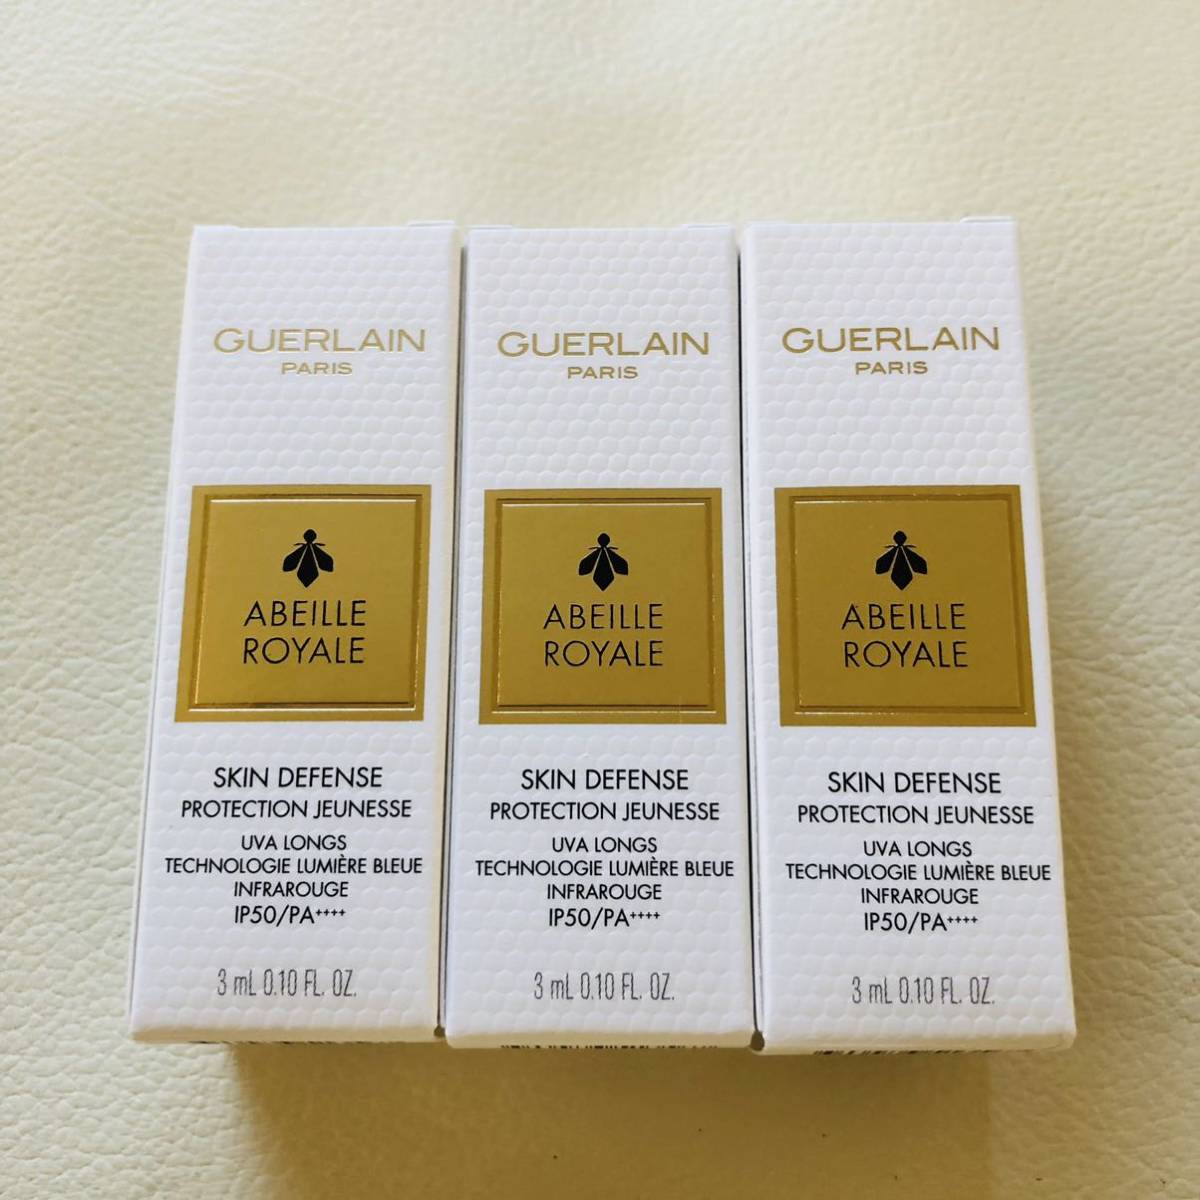 GUERLAIN
PARIS
ABEILLE
ROYALE
SKIN DEFENSE
PROTECTION JEUNESSE
UVA LONGS
TECHNOLOGIE LUMIÈRE BLEUE
INFRAROUGE
IP50/PA++++
3 mL 0.10 FL. OZ.
GUERLAIN
PARIS
ABEILLE
ROYALE
SKIN DEFENSE
PROTECTION JEUNESSE
UVA LONGS
TECHNOLOGIE LUMIÈRE BLEUE
INFRAROUGE
IP50/PA++++
3 mL 0.10 FL. OZ.
GUERLAIN
PARIS
ABEILLE
ROYALE
SKIN DEFENSE
PROTECTION JEUNESSE
UVA LONGS
TECHNOLOGIE LUMIÈRE BLEUE
INFRAROUGE
IP50/PA++++
3 mL 0.10 FL. OZ.